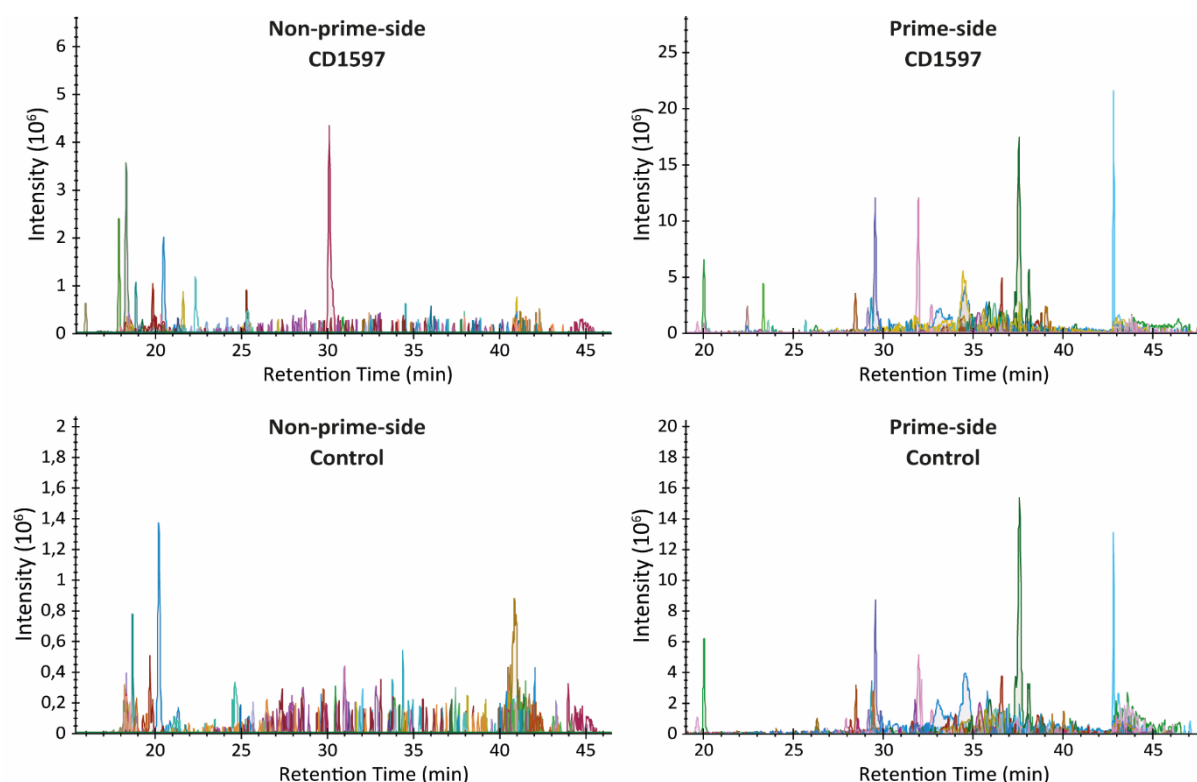 Non-prime-side
CD1597
Intensity (10⁶)
6
5
4
3
2
1
0
20 25 30 35 40 45
Retention Time (min)
Prime-side
CD1597
Intensity (10⁶)
25
20
15
10
5
0
20 25 30 35 40 45
Retention Time (min)
Non-prime-side
Control
Intensity (10⁶)
2
1,8
1,6
1,4
1,2
1
0,8
0,6
0,4
0,2
0
20 25 30 35 40 45
Retention Time (min)
Prime-side
Control
Intensity (10⁶)
20
18
16
14
12
10
8
6
4
2
0
20 25 30 35 40 45
Retention Time (min)